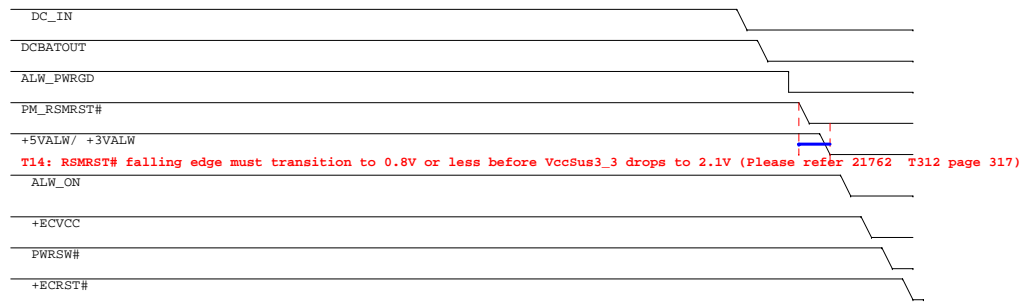 DC_IN
DCBATOUT
ALW_PWRGD
PM_RSMRST#
+5VALW/ +3VALW
T14: RSMRST# falling edge must transition to 0.8V or less before VccSus3_3 drops to 2.1V (Please refer 21762 T312 page 317)
ALW_ON
+ECVCC
PWRSW#
+ECRST#